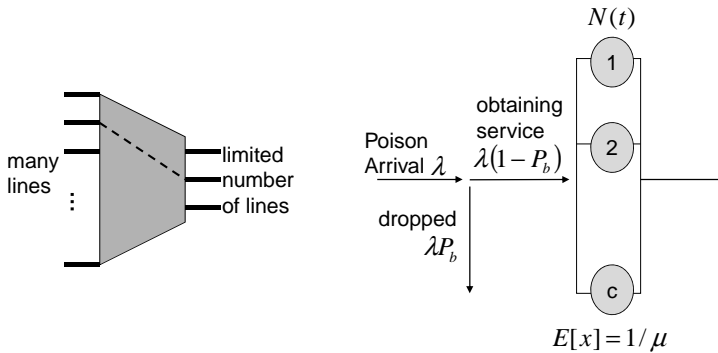 many
lines
⋮
limited
number
of lines
Poison
Arrival λ
obtaining
service
λ(1 − P_b)
dropped
λP_b
N(t)
1
2
c
E[x] = 1/ μ